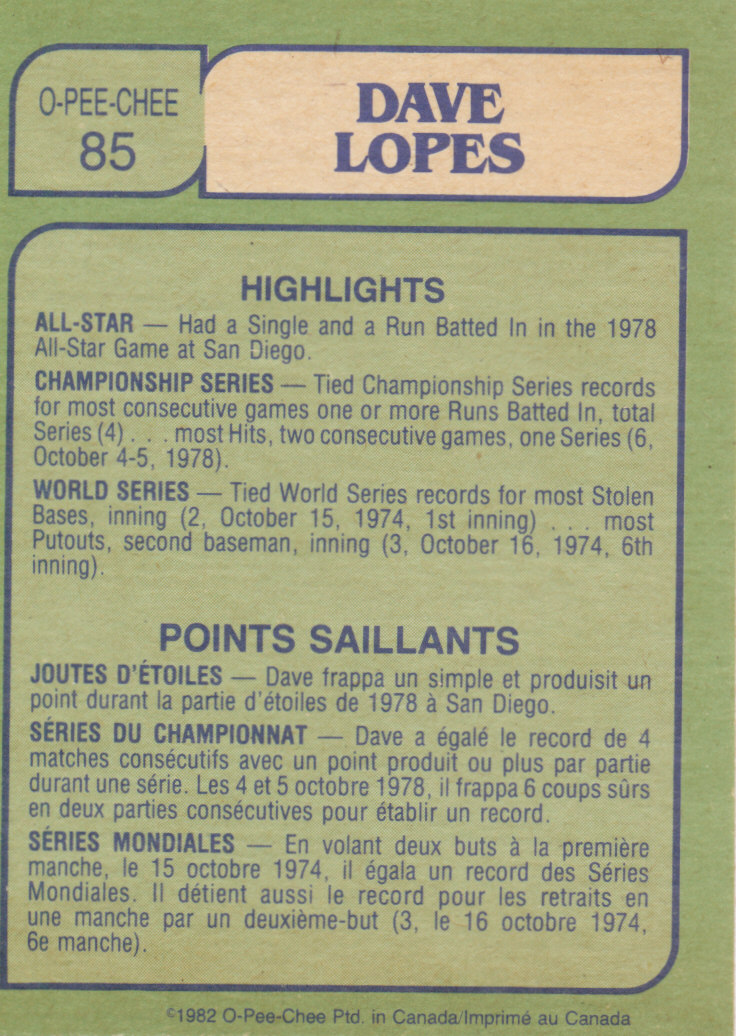 O-PEE-CHEE
85
DAVE
LOPES
HIGHLIGHTS
ALL-STAR — Had a Single and a Run Batted In in the 1978
All-Star Game at San Diego.
CHAMPIONSHIP SERIES — Tied Championship Series records
for most consecutive games one or more Runs Batted In, total
Series (4) . . . most Hits, two consecutive games, one Series (6,
October 4-5, 1978).
WORLD SERIES — Tied World Series records for most Stolen
Bases, inning (2, October 15, 1974, 1st inning) . . . most
Putouts, second baseman, inning (3, October 16, 1974, 6th
inning).
POINTS SAILLANTS
JOUTES D'ÉTOILES — Dave frappa un simple et produisit un
point durant la partie d'étoiles de 1978 à San Diego.
SÉRIES DU CHAMPIONNAT — Dave a égalé le record de 4
matches consécutifs avec un point produit ou plus par partie
durant une série. Les 4 et 5 octobre 1978, il frappa 6 coups sûrs
en deux parties consécutives pour établir un record.
SÉRIES MONDIALES — En volant deux buts à la première
manche, le 15 octobre 1974, il égala un record des Séries
Mondiales. Il détient aussi le record pour les retraits en
une manche par un deuxième-but (3, le 16 octobre 1974,
6e manche).
©1982 O-Pee-Chee Ptd. in Canada/Imprimé au Canada